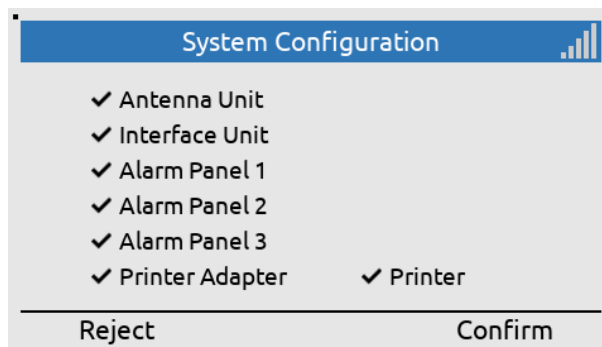 System Configuration
✔ Antenna Unit
✔ Interface Unit
✔ Alarm Panel 1
✔ Alarm Panel 2
✔ Alarm Panel 3
✔ Printer Adapter ✔ Printer
Reject Confirm